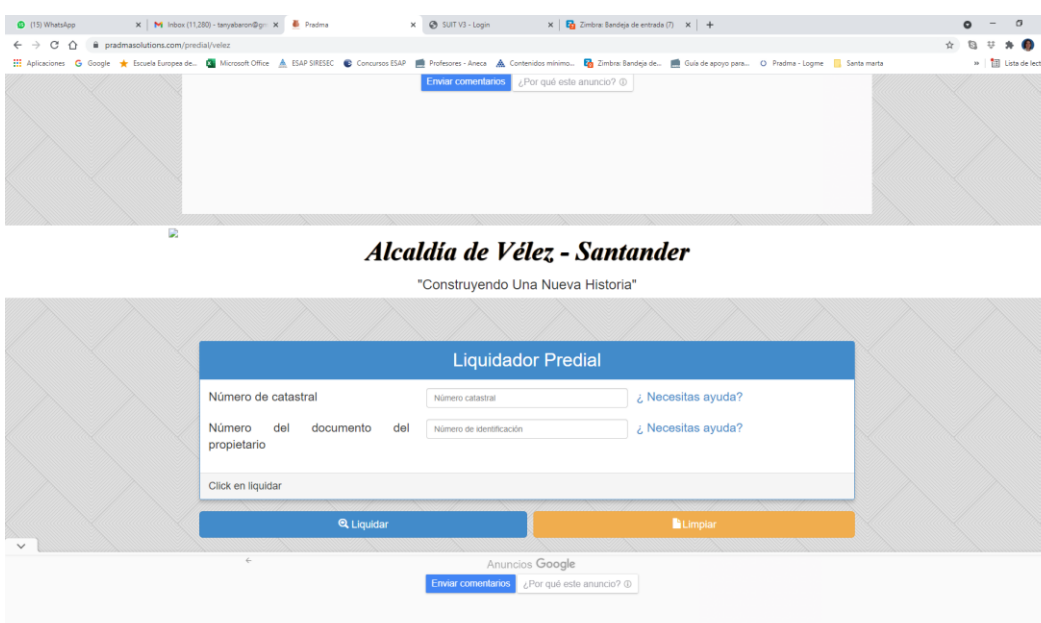 (15) WhatsApp
Inbox (11,280) - tanyabaron@gm
Pradma
SUIT V3 - Login
Zimbra: Bandeja de entrada (7)
pradmasolutions.com/predial/velez
Aplicaciones
Google
Escuela Europea de...
Microsoft Office
ESAP SIRESEC
Concursos ESAP
Profesores - Aneca
Contenidos mínimo...
Zimbra: Bandeja de...
Guía de apoyo para...
Pradma - Logme
Santa marta
»
Lista de lect
Enviar comentarios
¿Por qué este anuncio?
Alcaldía de Vélez - Santander
"Construyendo Una Nueva Historia"
Liquidador Predial
Número de catastral
Número catastral
¿ Necesitas ayuda?
Número del documento del
propietario
Número de identificación
¿ Necesitas ayuda?
Click en liquidar
Liquidar
Limpiar
Anuncios Google
Enviar comentarios
¿Por qué este anuncio?